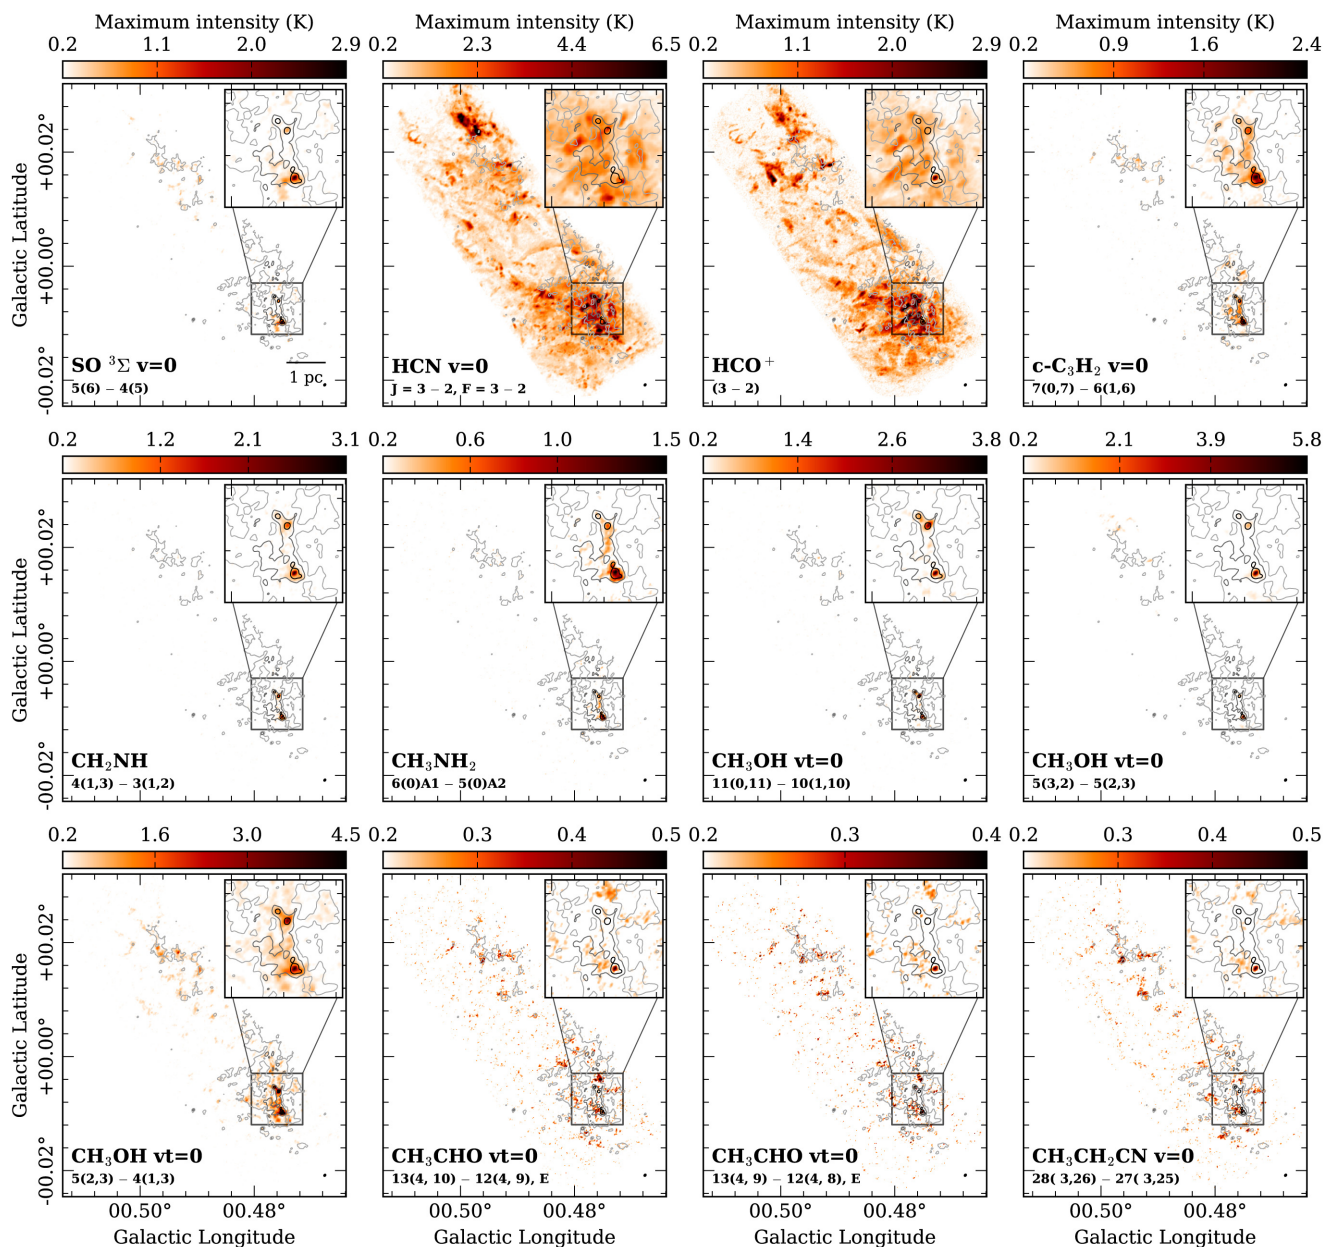 Maximum intensity (K) Maximum intensity (K) Maximum intensity (K) Maximum intensity (K)
0.2 1.1 2.0 2.9 0.2 2.3 4.4 6.5 0.2 1.1 2.0 2.9 0.2 0.9 1.6 2.4
Galactic Latitude
+00.02°
+00.00°
-00.02°
SO ³Σ v=0
5(6) − 4(5)
1 pc
HCN v=0
J = 3 − 2, F = 3 − 2
HCO⁺
(3 − 2)
c-C₃H₂ v=0
7(0,7) − 6(1,6)
0.2 1.2 2.1 3.1 0.2 0.6 1.0 1.5 0.2 1.4 2.6 3.8 0.2 2.1 3.9 5.8
Galactic Latitude
+00.02°
+00.00°
-00.02°
CH₂NH
4(1,3) − 3(1,2)
CH₃NH₂
6(0)A1 − 5(0)A2
CH₃OH vt=0
11(0,11) − 10(1,10)
CH₃OH vt=0
5(3,2) − 5(2,3)
0.2 1.6 3.0 4.5 0.2 0.3 0.4 0.5 0.2 0.3 0.4 0.2 0.3 0.4 0.5
Galactic Latitude
+00.02°
+00.00°
-00.02°
CH₃OH vt=0
5(2,3) − 4(1,3)
CH₃CHO vt=0
13(4, 10) − 12(4, 9), E
CH₃CHO vt=0
13(4, 9) − 12(4, 8), E
CH₃CH₂CN v=0
28( 3,26) − 27( 3,25)
00.50° 00.48° 00.50° 00.48° 00.50° 00.48° 00.50° 00.48°
Galactic Longitude Galactic Longitude Galactic Longitude Galactic Longitude